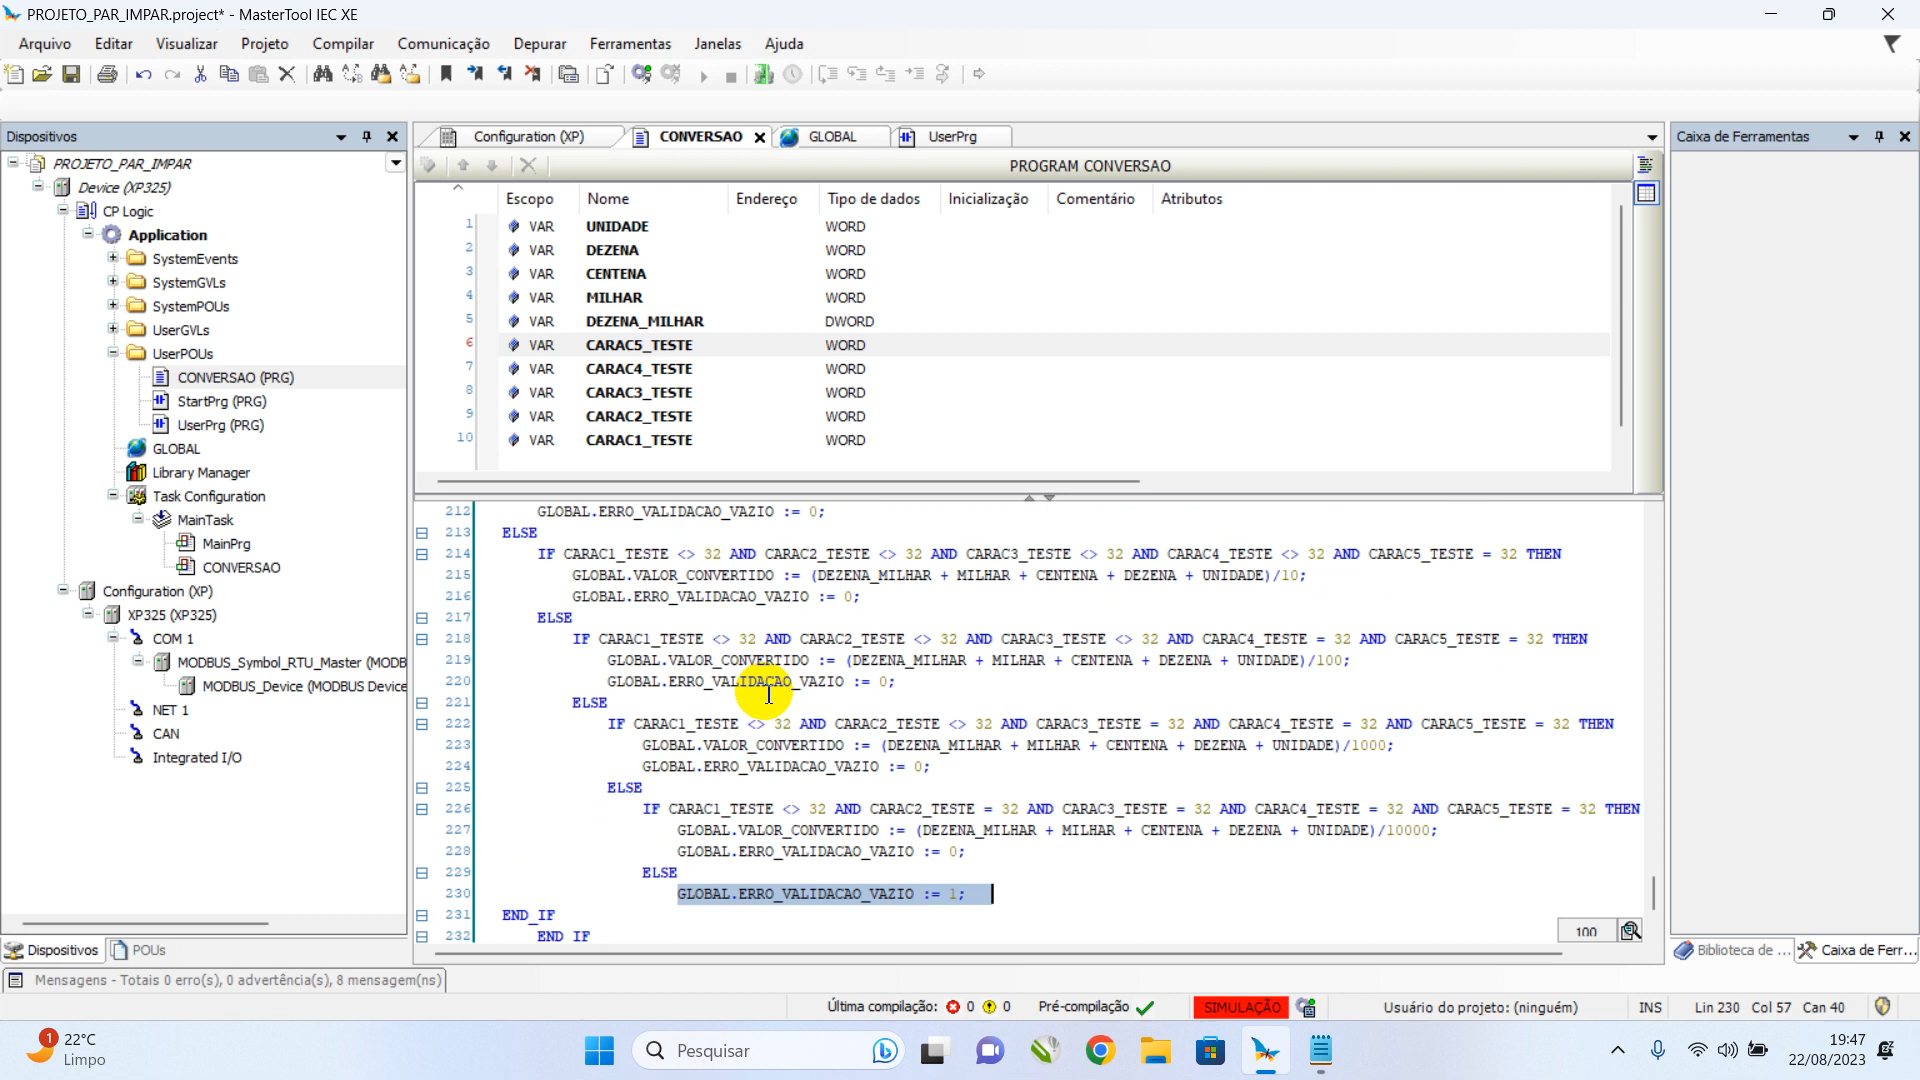 PROJETO_PAR_IMPAR.project* - MasterTool IEC XE
Arquivo Editar Visualizar Projeto Compilar Comunicação Depurar Ferramentas Janelas Ajuda
Dispositivos
PROJETO_PAR_IMPAR
Device (XP325)
CP Logic
Application
SystemEvents
SystemGVLs
SystemPOUs
UserGVLs
UserPOUs
CONVERSAO (PRG)
StartPrg (PRG)
UserPrg (PRG)
GLOBAL
Library Manager
Task Configuration
MainTask
MainPrg
CONVERSAO
Configuration (XP)
XP325 (XP325)
COM 1
MODBUS_Symbol_RTU_Master (MODB
MODBUS_Device (MODBUS Device
NET 1
CAN
Integrated I/O
Dispositivos POUs
Configuration (XP) CONVERSAO GLOBAL UserPrg
PROGRAM CONVERSAO
Escopo Nome Endereço Tipo de dados Inicialização Comentário Atributos
1 VAR UNIDADE WORD
2 VAR DEZENA WORD
3 VAR CENTENA WORD
4 VAR MILHAR WORD
5 VAR DEZENA_MILHAR DWORD
6 VAR CARAC5_TESTE WORD
7 VAR CARAC4_TESTE WORD
8 VAR CARAC3_TESTE WORD
9 VAR CARAC2_TESTE WORD
10 VAR CARAC1_TESTE WORD
212 GLOBAL.ERRO_VALIDACAO_VAZIO := 0;
213 ELSE
214 IF CARAC1_TESTE <> 32 AND CARAC2_TESTE <> 32 AND CARAC3_TESTE <> 32 AND CARAC4_TESTE <> 32 AND CARAC5_TESTE = 32 THEN
215 GLOBAL.VALOR_CONVERTIDO := (DEZENA_MILHAR + MILHAR + CENTENA + DEZENA + UNIDADE)/10;
216 GLOBAL.ERRO_VALIDACAO_VAZIO := 0;
217 ELSE
218 IF CARAC1_TESTE <> 32 AND CARAC2_TESTE <> 32 AND CARAC3_TESTE <> 32 AND CARAC4_TESTE = 32 AND CARAC5_TESTE = 32 THEN
219 GLOBAL.VALOR_CONVERTIDO := (DEZENA_MILHAR + MILHAR + CENTENA + DEZENA + UNIDADE)/100;
220 GLOBAL.ERRO_VALIDACAO_VAZIO := 0;
221 ELSE
222 IF CARAC1_TESTE <> 32 AND CARAC2_TESTE <> 32 AND CARAC3_TESTE = 32 AND CARAC4_TESTE = 32 AND CARAC5_TESTE = 32 THEN
223 GLOBAL.VALOR_CONVERTIDO := (DEZENA_MILHAR + MILHAR + CENTENA + DEZENA + UNIDADE)/1000;
224 GLOBAL.ERRO_VALIDACAO_VAZIO := 0;
225 ELSE
226 IF CARAC1_TESTE <> 32 AND CARAC2_TESTE = 32 AND CARAC3_TESTE = 32 AND CARAC4_TESTE = 32 AND CARAC5_TESTE = 32 THEN
227 GLOBAL.VALOR_CONVERTIDO := (DEZENA_MILHAR + MILHAR + CENTENA + DEZENA + UNIDADE)/10000;
228 GLOBAL.ERRO_VALIDACAO_VAZIO := 0;
229 ELSE
230 GLOBAL.ERRO_VALIDACAO_VAZIO := 1;
231 END_IF
232 END_IF
100
Caixa de Ferramentas
Biblioteca de ... Caixa de Ferr...
Mensagens - Totais 0 erro(s), 0 advertência(s), 8 mensagem(ns)
Última compilação: 0 0 Pré-compilação SIMULAÇÃO Usuário do projeto: (ninguém) INS Lin 230 Col 57 Can 40
1
22°C
Limpo
Pesquisar
19:47
22/08/2023